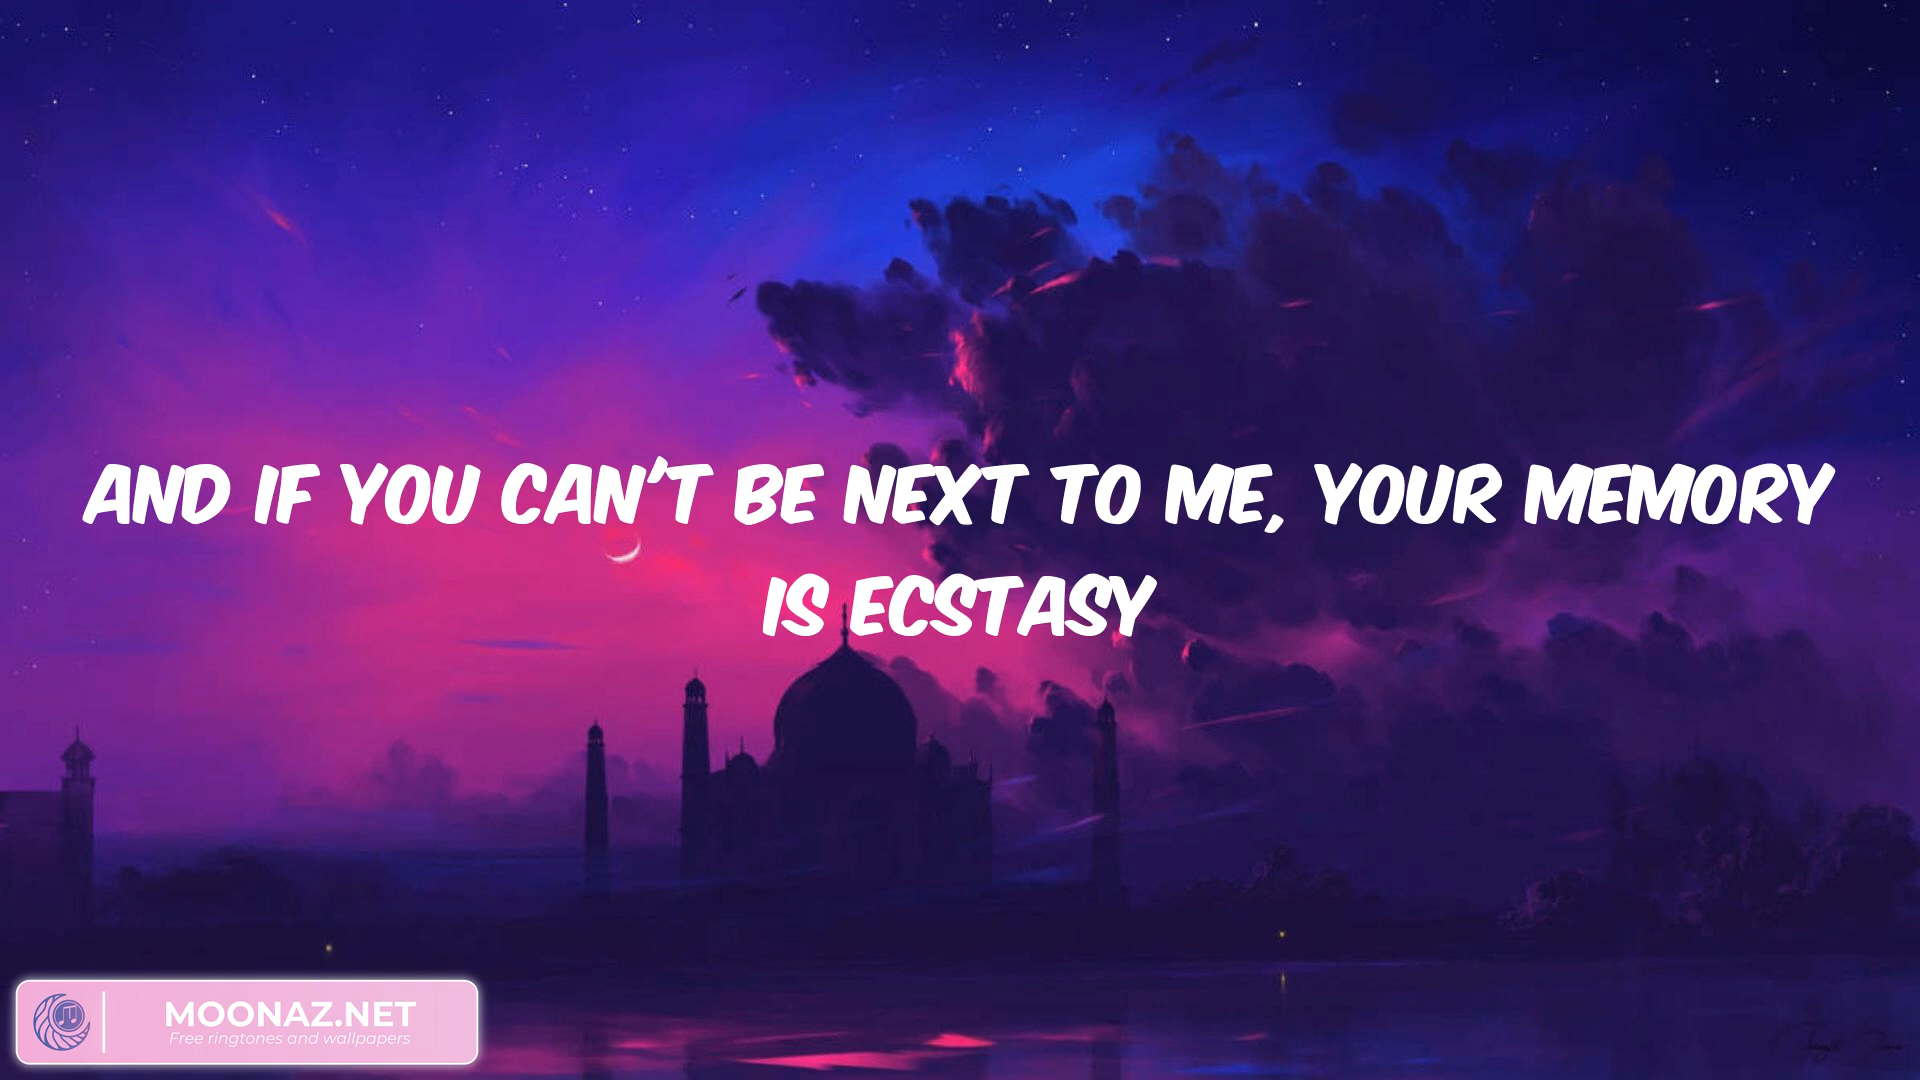 AND IF YOU CAN'T BE NEXT TO ME, YOUR MEMORY
IS ECSTASY
MOONAZ.NET
Free ringtones and wallpapers